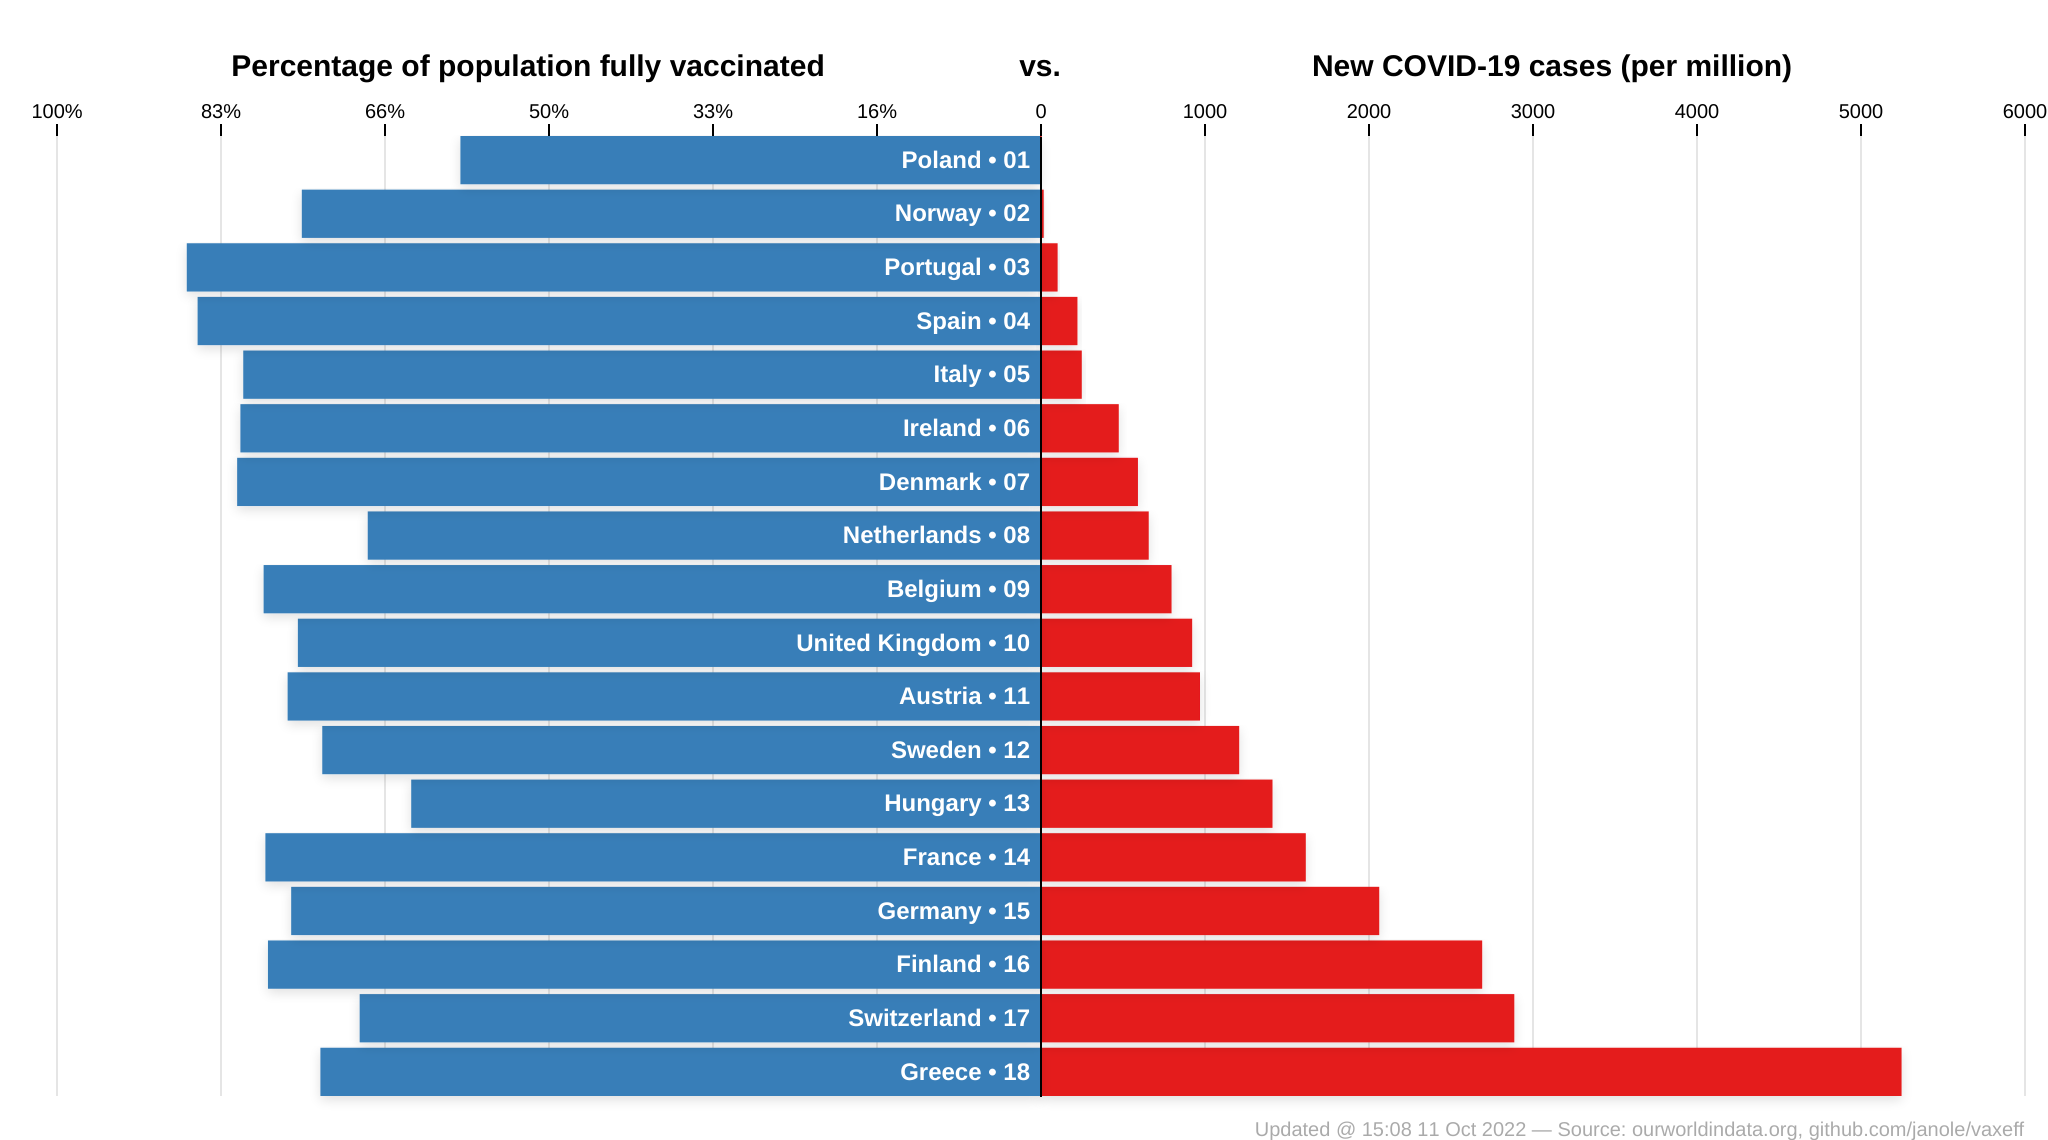 Percentage of population fully vaccinated vs. New COVID-19 cases (per million)
100% 83% 66% 50% 33% 16% 0 1000 2000 3000 4000 5000 6000
Poland • 01
Norway • 02
Portugal • 03
Spain • 04
Italy • 05
Ireland • 06
Denmark • 07
Netherlands • 08
Belgium • 09
United Kingdom • 10
Austria • 11
Sweden • 12
Hungary • 13
France • 14
Germany • 15
Finland • 16
Switzerland • 17
Greece • 18
Updated @ 15:08 11 Oct 2022 — Source: ourworldindata.org, github.com/janole/vaxeff